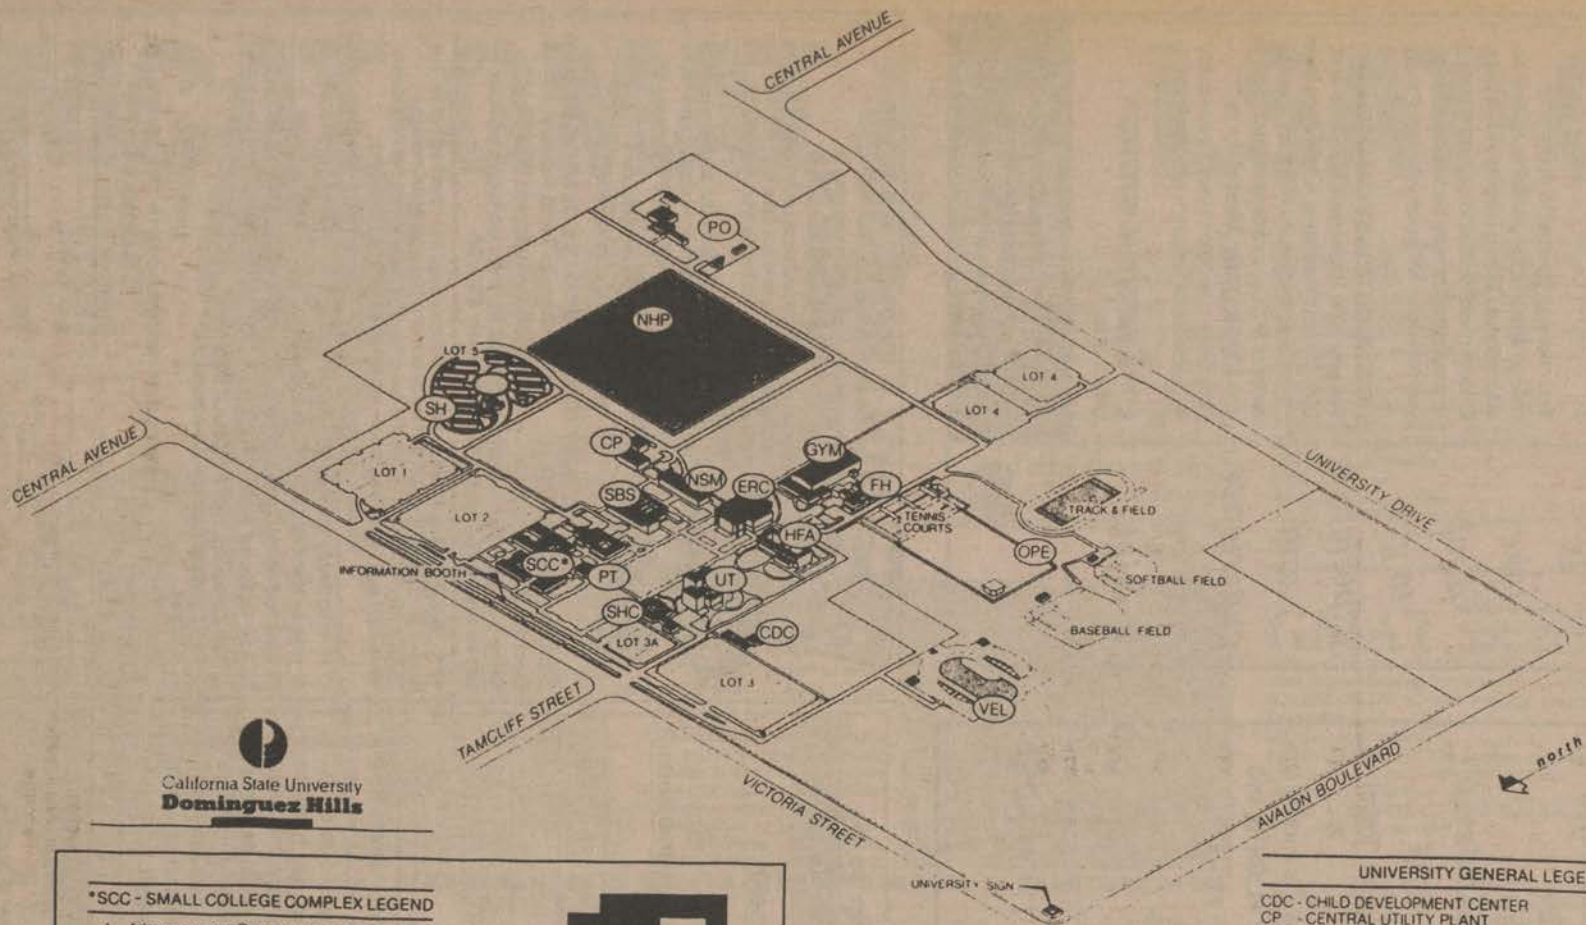 CENTRAL AVENUE
PO
NHP
LOT 5
SH
LOT 4
LOT 4
CENTRAL AVENUE
LOT 1
CP
GYM
NSM
ERC
FH
SBS
LOT 2
UNIVERSITY DRIVE
TRACK & FIELD
TENNIS
COURTS
HFA
OPE
SCC*
INFORMATION BOOTH
PT
UT
SOFTBALL FIELD
SHC
CDC
BASEBALL FIELD
LOT 3A
LOT 3
VEL
TAMCLIFF STREET
VICTORIA STREET
AVALON BOULEVARD
north
California State University
Dominguez Hills
UNIVERSITY SIGN
*SCC - SMALL COLLEGE COMPLEX LEGEND
UNIVERSITY GENERAL LEGE
CDC - CHILD DEVELOPMENT CENTER
CP - CENTRAL UTILITY PLANT